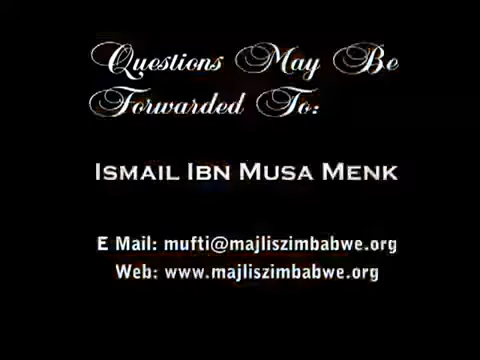 Questions May Be
Forwarded To:
ISMAIL IBN MUSA MENK
E Mail: mufti@majliszimbabwe.org
Web: www.majliszimbabwe.org